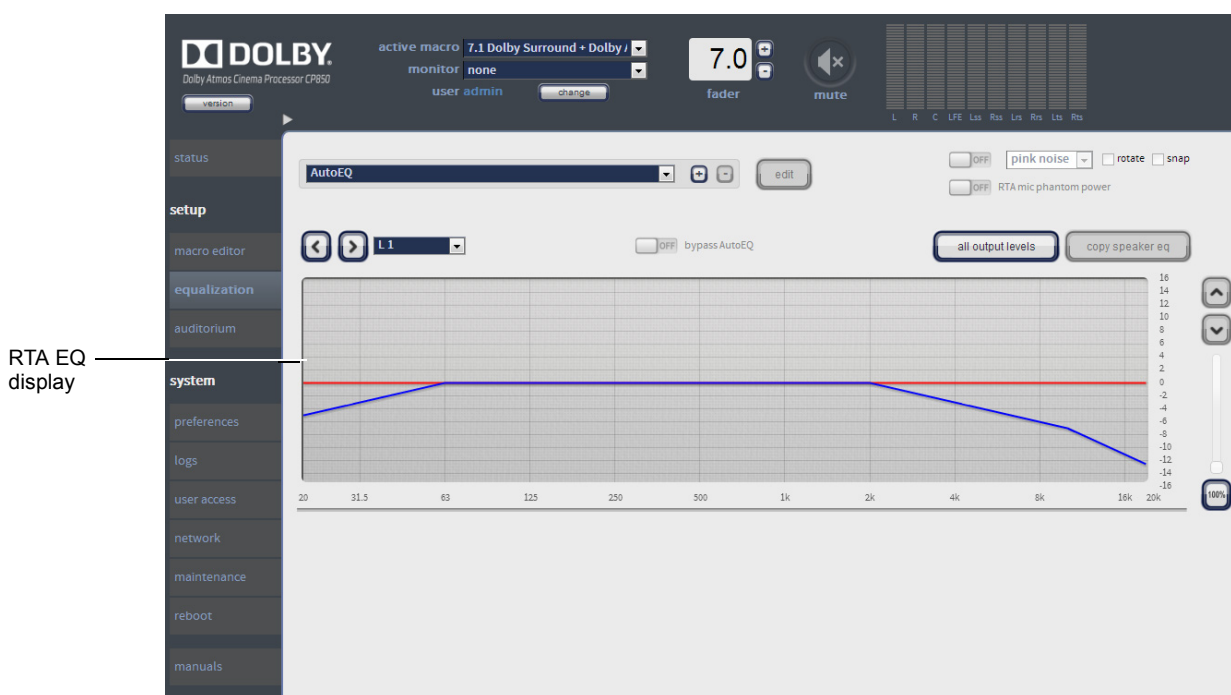 DOLBY.
Dolby Atmos Cinema Processor CP850
version
active macro 7.1 Dolby Surround + Dolby /
monitor none
user admin change
7.0
fader
mute
L R C LFE Lss Rss Lrs Rrs Lts Rts
status
setup
macro editor
equalization
auditorium
system
preferences
logs
user access
network
maintenance
reboot
manuals
RTA EQ
display
AutoEQ
edit
OFF pink noise rotate snap
OFF RTA mic phantom power
L 1
OFF bypass AutoEQ
all output levels
copy speaker eq
16
14
12
10
8
6
4
2
0
-2
-4
-6
-8
-10
-12
-14
-16
20 31.5 63 125 250 500 1k 2k 4k 8k 16k 20k
100%